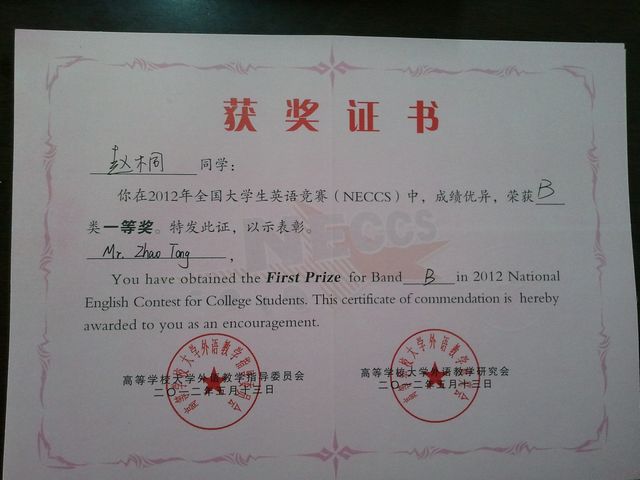 获奖证书
赵桐 同学：
你在2012年全国大学生英语竞赛（NECCS）中，成绩优异，荣获 B
类一等奖。特发此证，以示表彰。
NECCS
Mr. Zhao Tong ,
You have obtained the First Prize for Band B in 2012 National
English Contest for College Students. This certificate of commendation is hereby
awarded to you as an encouragement.
高等学校大学外语教学指导委员会
二〇一二年五月十三日
高等学校大学外语教学研究会
二〇一二年五月十三日